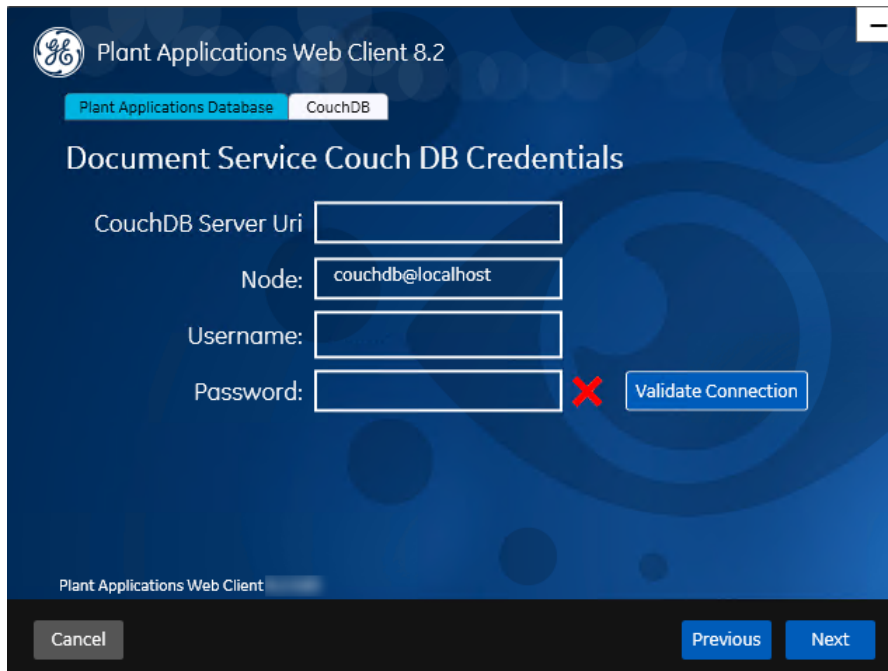 Plant Applications Web Client 8.2
Plant Applications Database CouchDB
Document Service Couch DB Credentials
CouchDB Server Uri
Node: couchdb@localhost
Username:
Password: Validate Connection
Plant Applications Web Client
Cancel Previous Next